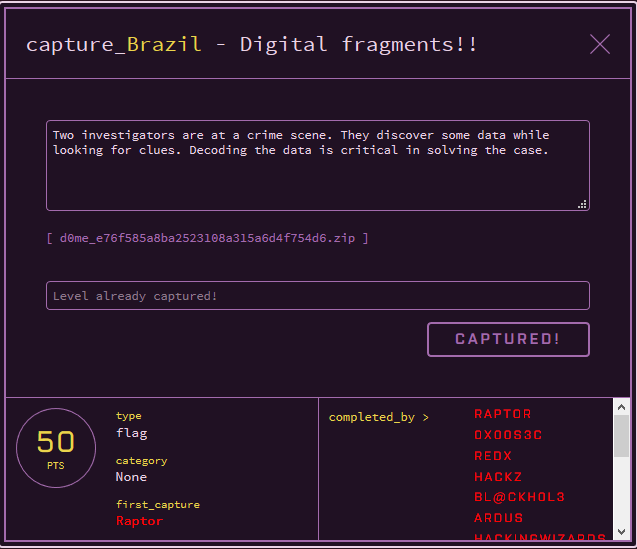 capture_Brazil - Digital fragments!!
Two investigators are at a crime scene. They discover some data while
looking for clues. Decoding the data is critical in solving the case.
[ d0me_e76f585a8ba2523108a315a6d4f754d6.zip ]
Level already captured!
CAPTURED!
50
PTS
type
flag
category
None
first_capture
Raptor
completed_by >
RAPTOR
0X00S3C
REDX
HACKZ
BL@CKH0L3
ARDUS
HACKINGWIZARDS